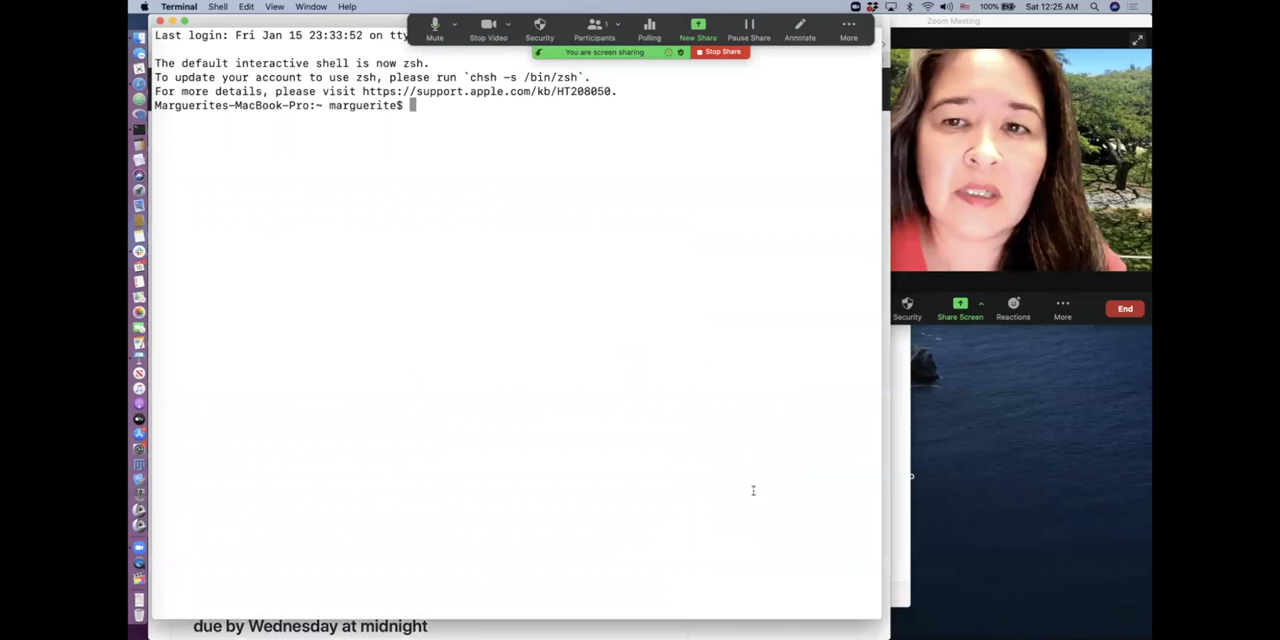 Terminal Shell Edit View Window Help
100% Sat 12:25 AM
Zoom Meeting
Mute Stop Video Security Participants 1 Polling New Share Pause Share Annotate More
You are screen sharing Stop Share
Last login: Fri Jan 15 23:33:52 on tty
The default interactive shell is now zsh.
To update your account to use zsh, please run `chsh -s /bin/zsh`.
For more details, please visit https://support.apple.com/kb/HT208050.
Marguerites-MacBook-Pro:~ marguerite$
Security Share Screen Reactions More End
due by Wednesday at midnight